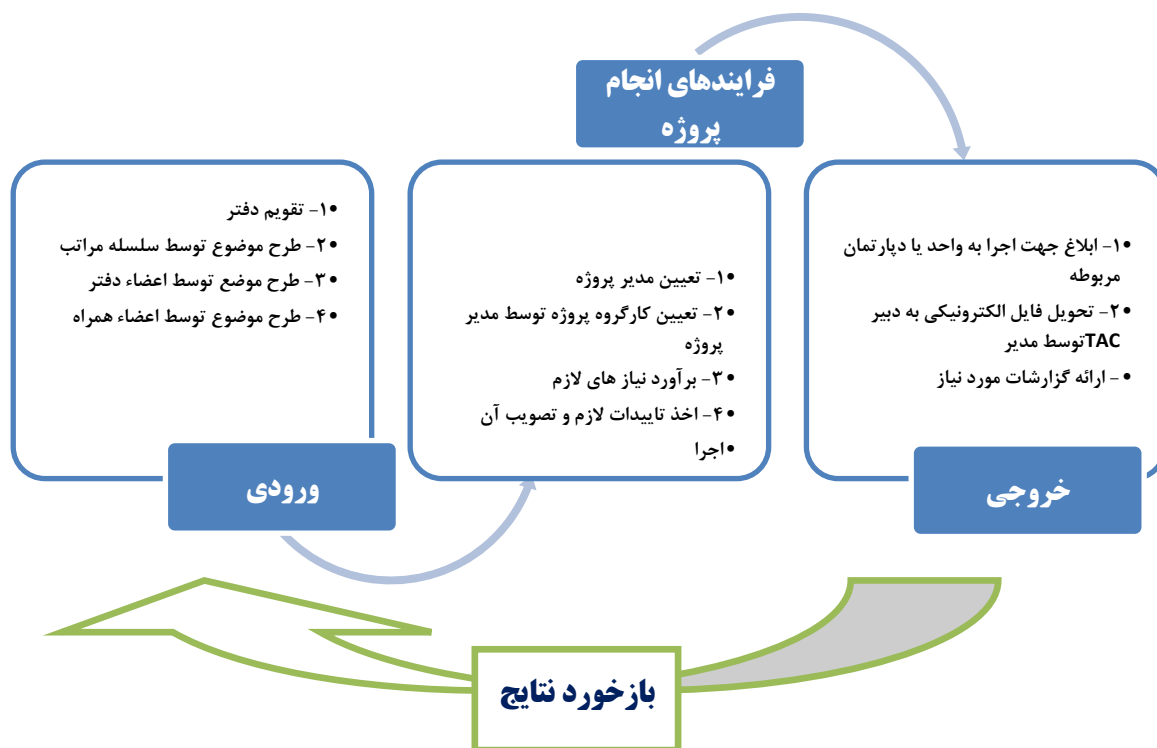 فرایندهای انجام
پروژه
•۱- تقویم دفتر
•۲- طرح موضوع توسط سلسله مراتب
•۳- طرح موضع توسط اعضاء دفتر
•۴- طرح موضوع توسط اعضاء همراه
ورودی
•۱- تعیین مدیر پروژه
•۲- تعیین کارگروه پروژه توسط مدیر
پروژه
•۳- برآورد نیاز های لازم
•۴- اخذ تاییدات لازم و تصویب آن
•اجرا
•۱- ابلاغ جهت اجرا به واحد یا دپارتمان
مربوطه
•۲- تحویل فایل الکترونیکی به دبیر
TACتوسط مدیر
•- ارائه گزارشات مورد نیاز
خروجی
بازخورد نتایج